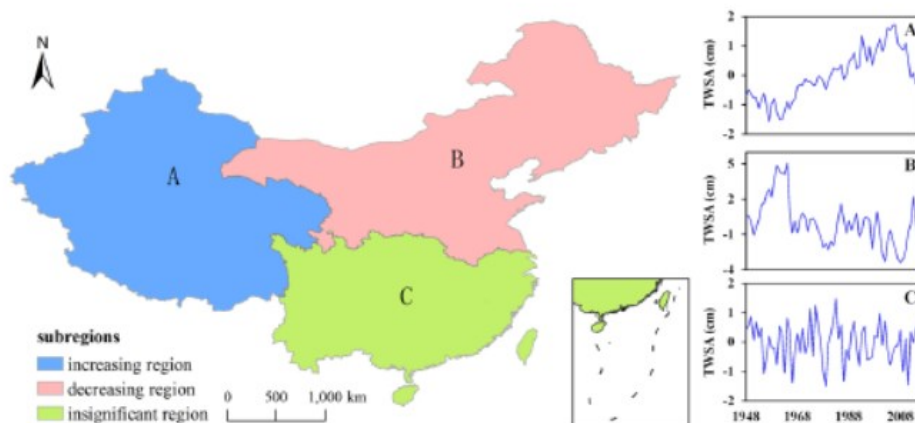 N
A
B
C
subregions
increasing region
decreasing region
insignificant region
0 500 1,000 km
TWSA (cm)
2
1
0
-1
-2
A
TWSA (cm)
5
2
-1
-4
B
TWSA (cm)
2
1
0
-1
-2
C
1948 1968 1988 2008